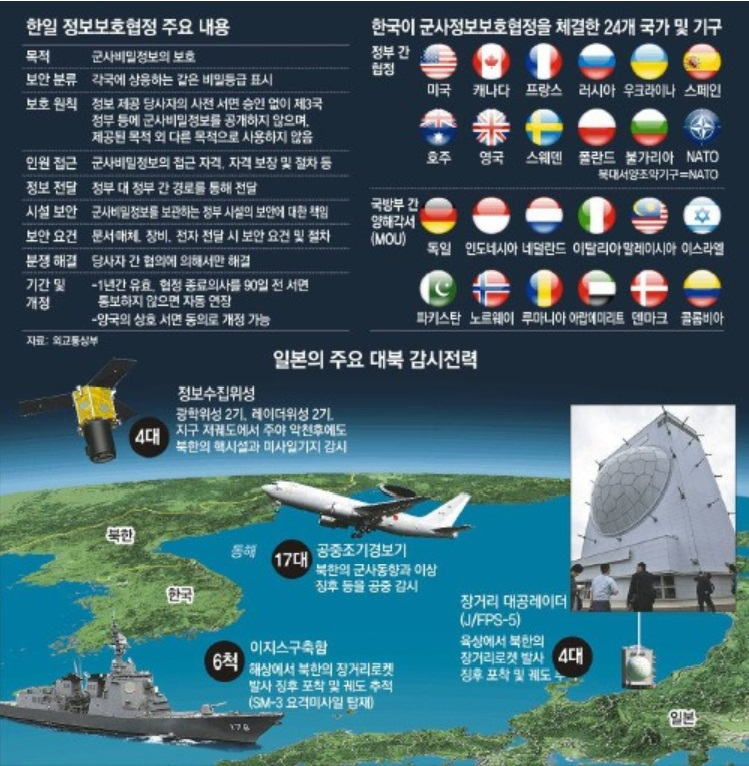 한일 정보보호협정 주요 내용
목적 군사비밀정보의 보호
보안 분류 각국에 상응하는 같은 비밀등급 표시
보호 원칙 정보 제공 당사자의 사전 서면 승인 없이 제3국
정부 등에 군사비밀정보를 공개하지 않으며,
제공된 목적 외 다른 목적으로 사용하지 않음
인원 접근 군사비밀정보의 접근 자격, 자격 보장 및 절차 등
정보 전달 정부 대 정부 간 경로를 통해 전달
시설 보안 군사비밀정보를 보관하는 정부 시설의 보안에 대한 책임
보안 요건 문서·매체, 장비, 전자 전달 시 보안 요건 및 절차
분쟁 해결 당사자 간 협의에 의해서만 해결
기간 및 개정
-1년간 유효, 협정 종료의사를 90일 전 서면
통보하지 않으면 자동 연장
-양국의 상호 서면 동의로 개정 가능
자료: 외교통상부
한국이 군사정보보호협정을 체결한 24개 국가 및 기구
정부 간
협정
미국 캐나다 프랑스 러시아 우크라이나 스페인
호주 영국 스웨덴 폴란드 불가리아 NATO
북대서양조약기구=NATO
국방부 간
양해각서
(MOU)
독일 인도네시아 네덜란드 이탈리아 말레이시아 이스라엘
파키스탄 노르웨이 루마니아 아랍에미리트 덴마크 콜롬비아
일본의 주요 대북 감시전력
정보수집위성
4대
광학위성 2기, 레이더위성 2기.
지구 저궤도에서 주야 악천후에도
북한의 핵시설과 미사일기지 감시
북한
동해
한국
17대
공중조기경보기
북한의 군사동향과 이상
징후 등을 공중 감시
6척
이지스구축함
해상에서 북한의 장거리로켓
발사 징후 포착 및 궤도 추적
(SM-3 요격미사일 탑재)
178
장거리 대공레이더
(J/FPS-5)
4대
육상에서 북한의
장거리로켓 발사
징후 포착 및 궤도
일본